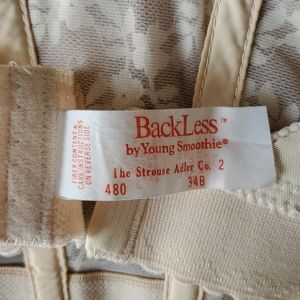 FIBER CONTENT &
CARE INSTRUCTIONS
ON REVERSE SIDE
BackLess™
by Young Smoothie®
The Strouse Adler Co. 2
480 34B